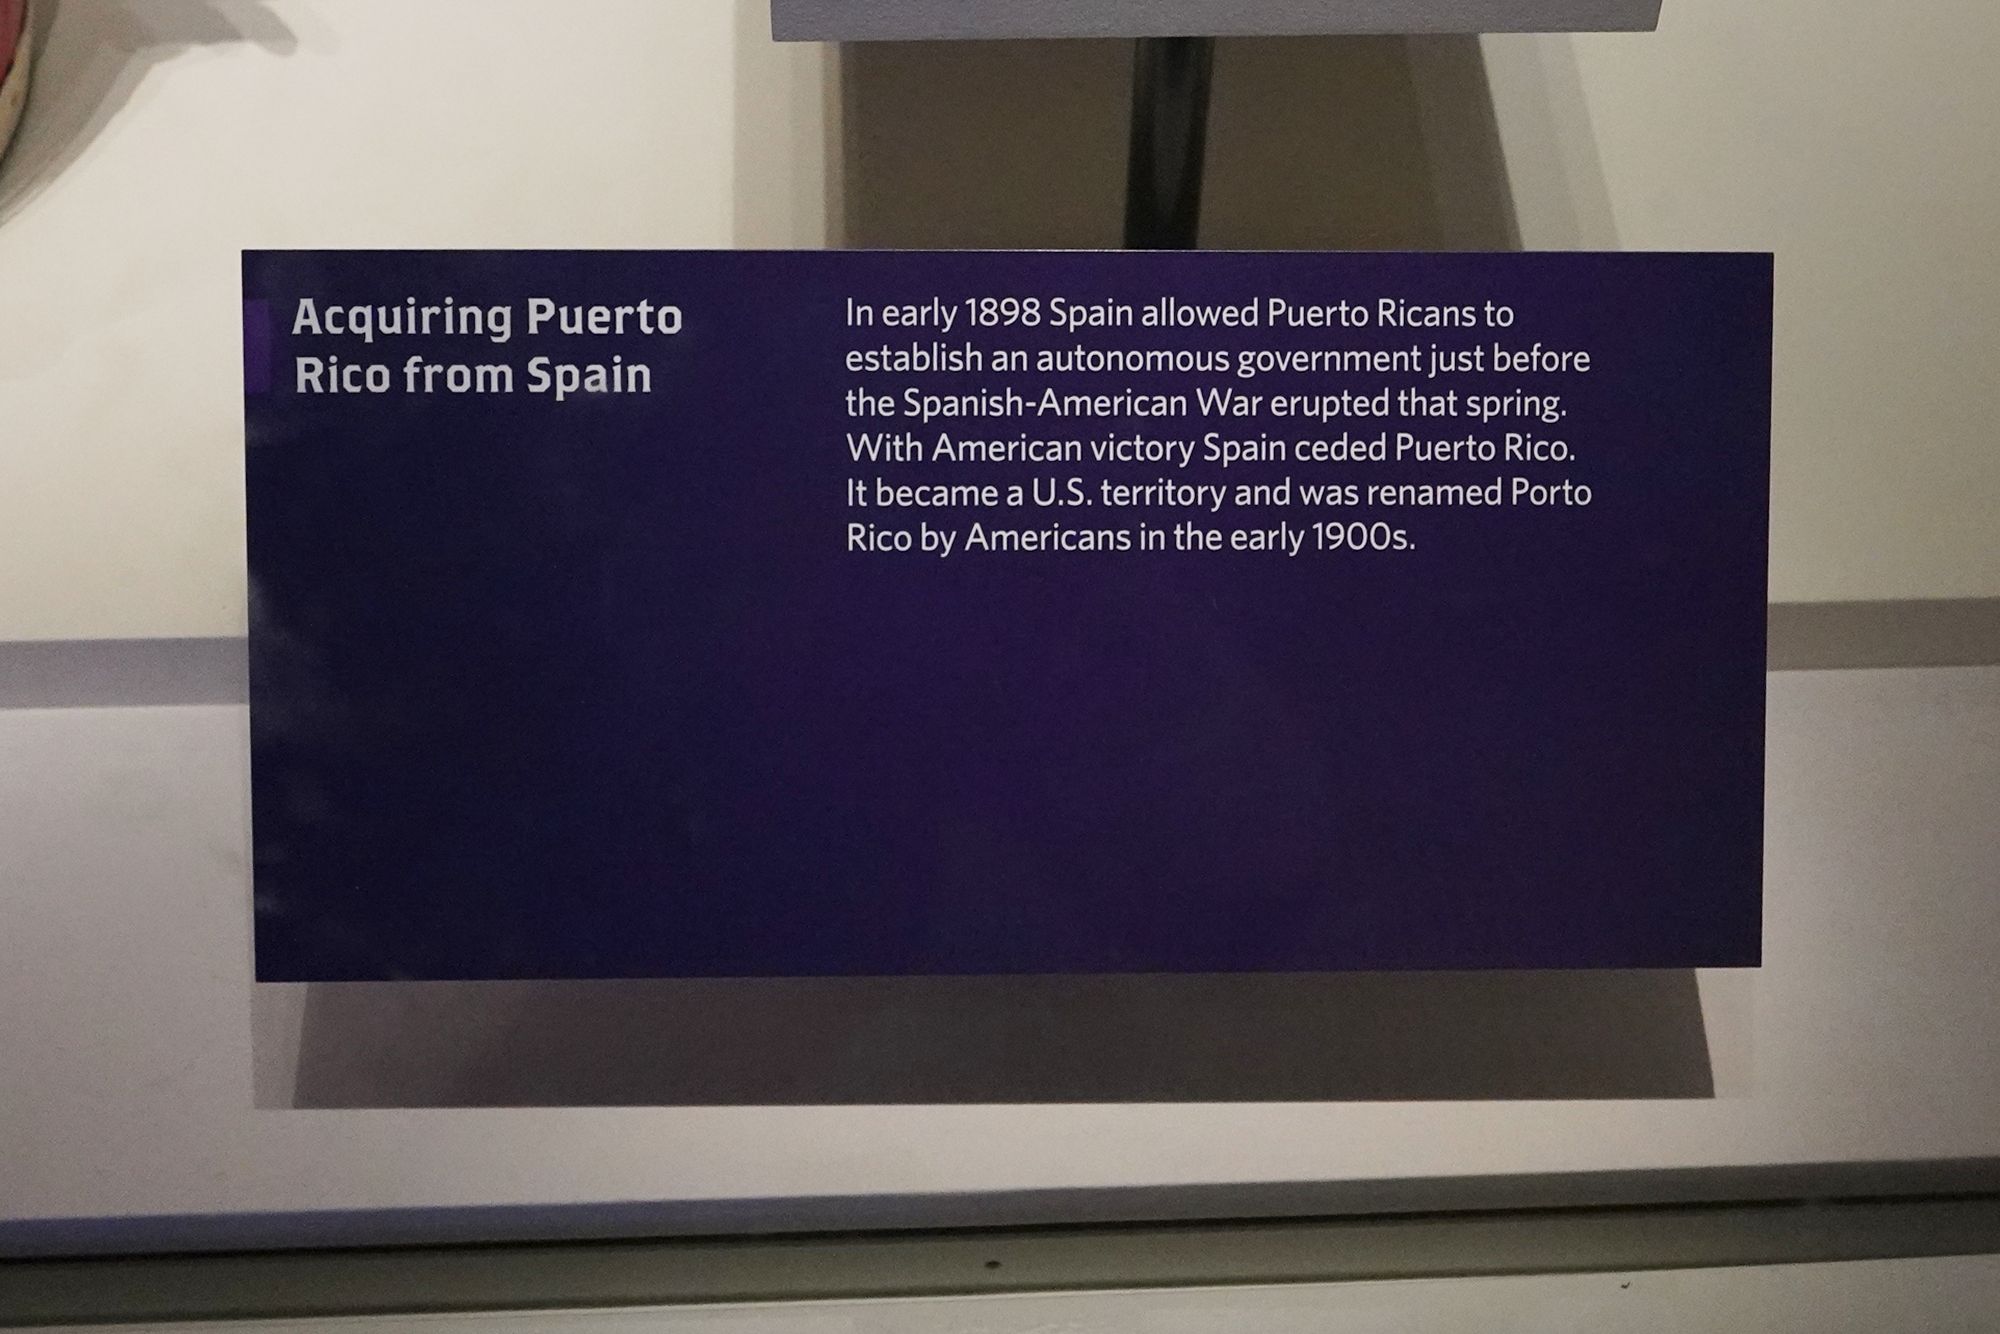 Acquiring Puerto
Rico from Spain
In early 1898 Spain allowed Puerto Ricans to
establish an autonomous government just before
the Spanish-American War erupted that spring.
With American victory Spain ceded Puerto Rico.
It became a U.S. territory and was renamed Porto
Rico by Americans in the early 1900s.